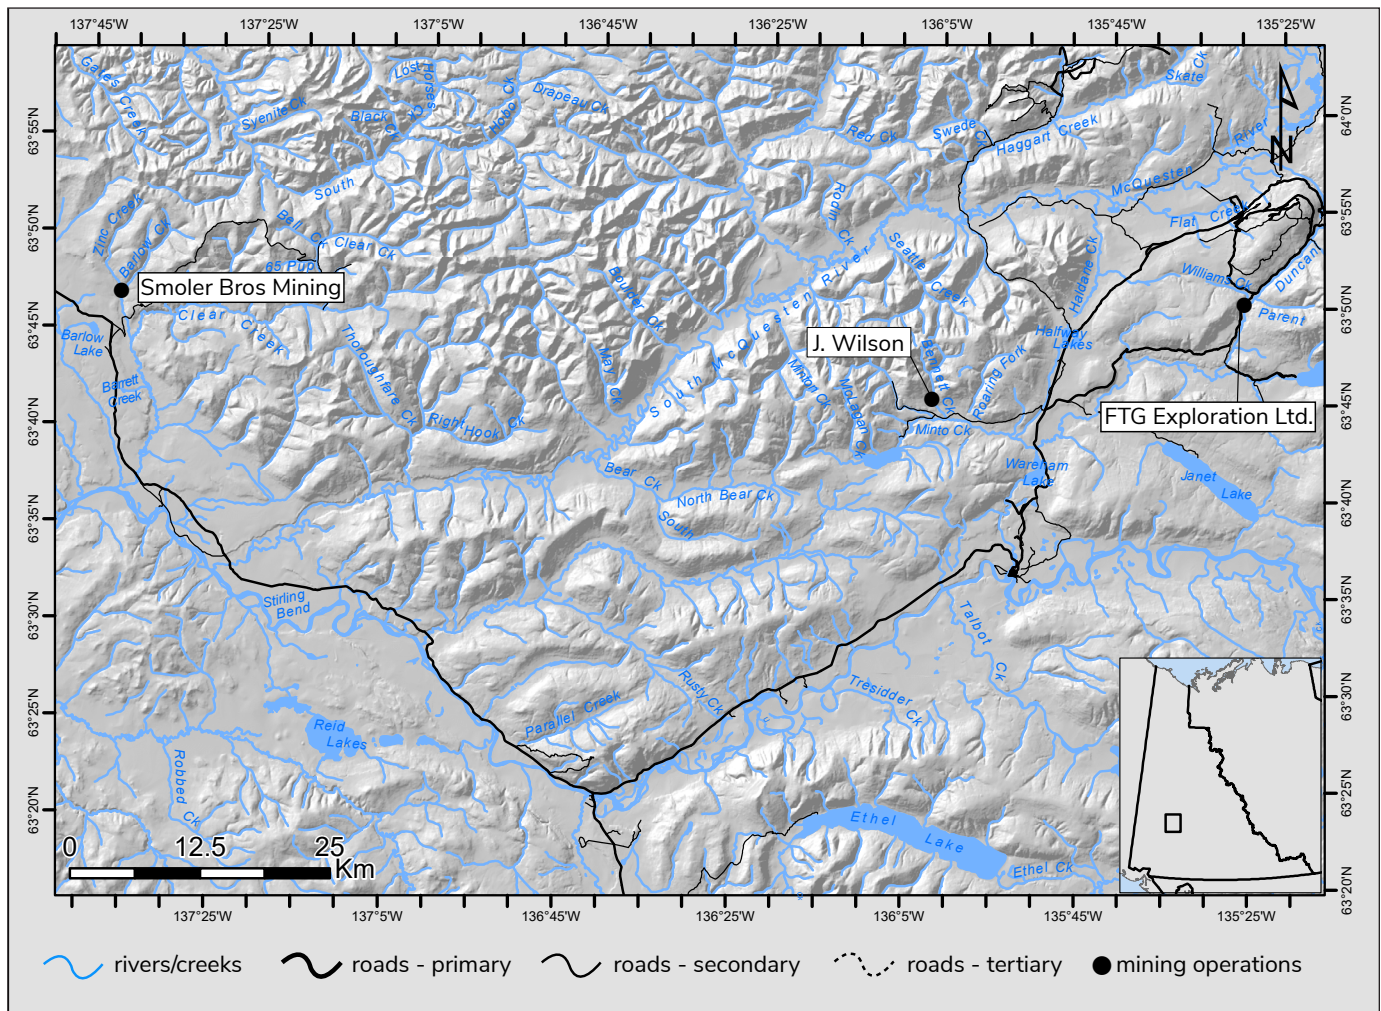 137°45'W 137°25'W 137°5'W 136°45'W 136°25'W 136°5'W 135°45'W 135°25'W
63°55'N
63°50'N
63°45'N
63°40'N
63°35'N
63°30'N
63°25'N
63°20'N
64°0'N
63°55'N
63°50'N
63°45'N
63°40'N
63°35'N
63°30'N
63°25'N
63°20'N
N
Gates Creek
Lost Horses Ck
Syenite Ck
Black Ck
Hobo Ck
Drapeau Ck
Red Ck
Swede Ck
Haggart Creek
Skate Ck
McQuesten River
South
Zinc Creek
Barlow Ck
Bell Ck
Clear Ck
65 Pup
Rodin Ck
Seattle Creek
Flat Creek
Haldane Ck
Williams Ck
Duncan
Parent
Smoler Bros Mining
Boulder Ck
South McQuesten River
Clear Creek
Barlow
Lake
Barrett
Creek
Thoroughfare Ck
May Ck
Right Hook Ck
J. Wilson
Bennett Ck
Minton Ck
McLagan Ck
Roaring Fork
Halfway
Lakes
Minto Ck
FTG Exploration Ltd.
Bear Ck
North Bear Ck
South
Wareham
Lake
Janet
Lake
Stirling
Bend
Talbot Ck
Rusty Ck
Tresidder Ck
Parallel Creek
Reid
Lakes
Robbed Ck
Ethel Lake
Ethel Ck
0 12.5 25
Km
137°25'W 137°5'W 136°45'W 136°25'W 136°5'W 135°45'W 135°25'W
rivers/creeks roads - primary roads - secondary roads - tertiary mining operations